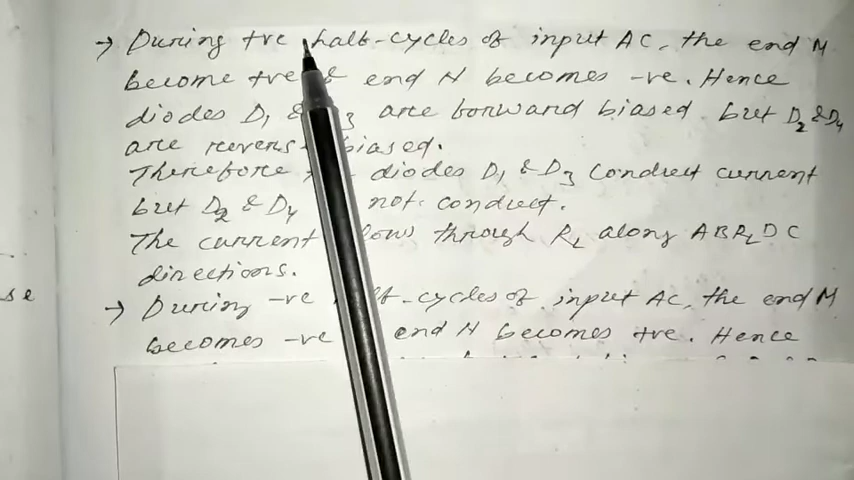 → During +ve half-cycles of input AC, the end M
become +ve & end N becomes -ve. Hence
diodes D1 & 3 are forward biased but D2 & D4
are revers biased.
Therefore diodes D1 & D3 conduct current
but D2 & D4 not conduct.
The current lows through RL along ABRLDC
directions.
se
→ During -ve half-cycles of input AC, the end M
becomes -ve end N becomes +ve. Hence